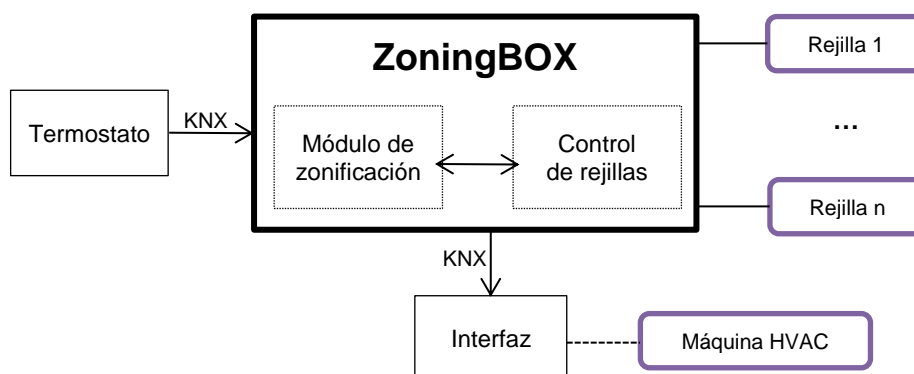 ZoningBOX
Rejilla 1
Termostato
KNX
Módulo de
zonificación
Control
de rejillas
...
Rejilla n
KNX
Interfaz
Máquina HVAC